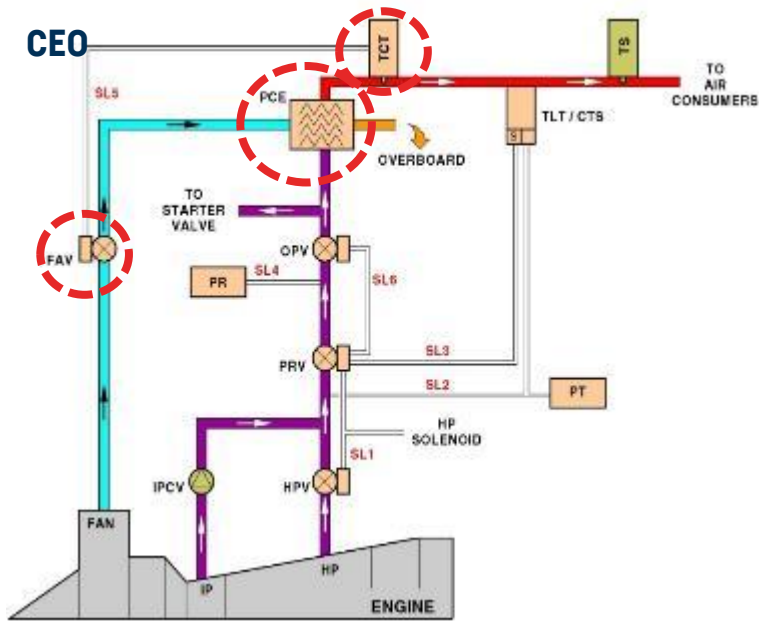 CEO
TCT
TS
SL5
PCE
TO
AIR
CONSUMERS
TLT / CTS
S
OVERBOARD
TO
STARTER
VALVE
FAV
OPV
SL4
SL6
PR
SL3
PRV
SL2
PT
HP
SOLENOID
SL1
IPCV
HPV
FAN
IP
HP
ENGINE